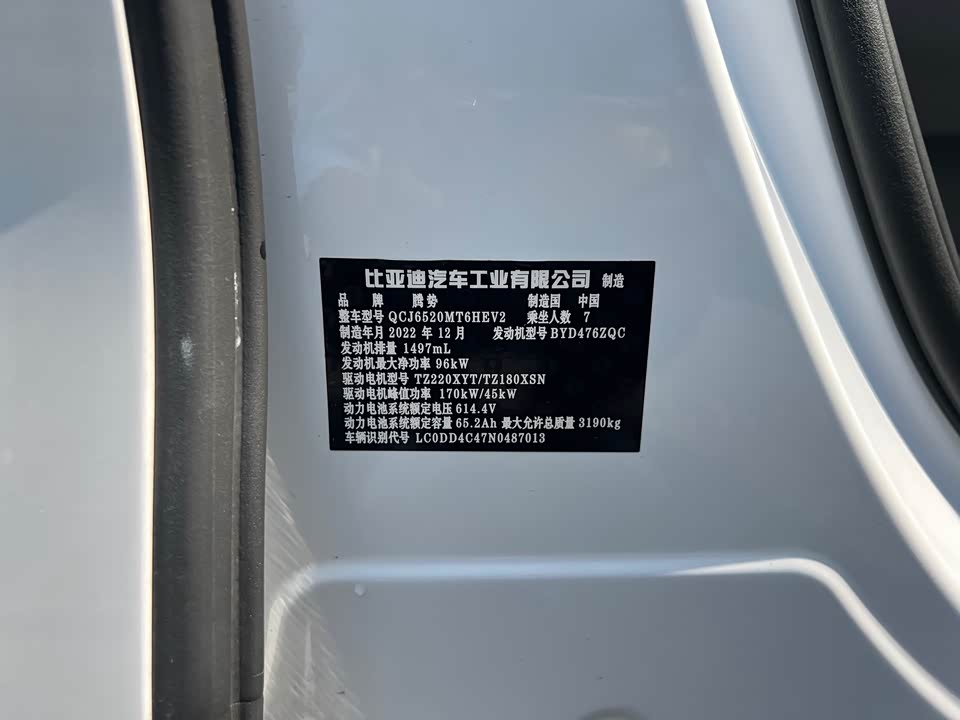 比亚迪汽车工业有限公司 制造
品 牌 腾势 制造国 中国
整车型号 QCJ6520MT6HEV2 乘坐人数 7
制造年月 2022 年 12 月 发动机型号 BYD476ZQC
发动机排量 1497mL
发动机最大净功率 96kW
驱动电机型号 TZ220XYT/TZ180XSN
驱动电机峰值功率 170kW/45kW
动力电池系统额定电压 614.4V
动力电池系统额定容量 65.2Ah 最大允许总质量 3190kg
车辆识别代号 LC0DD4C47N0487013